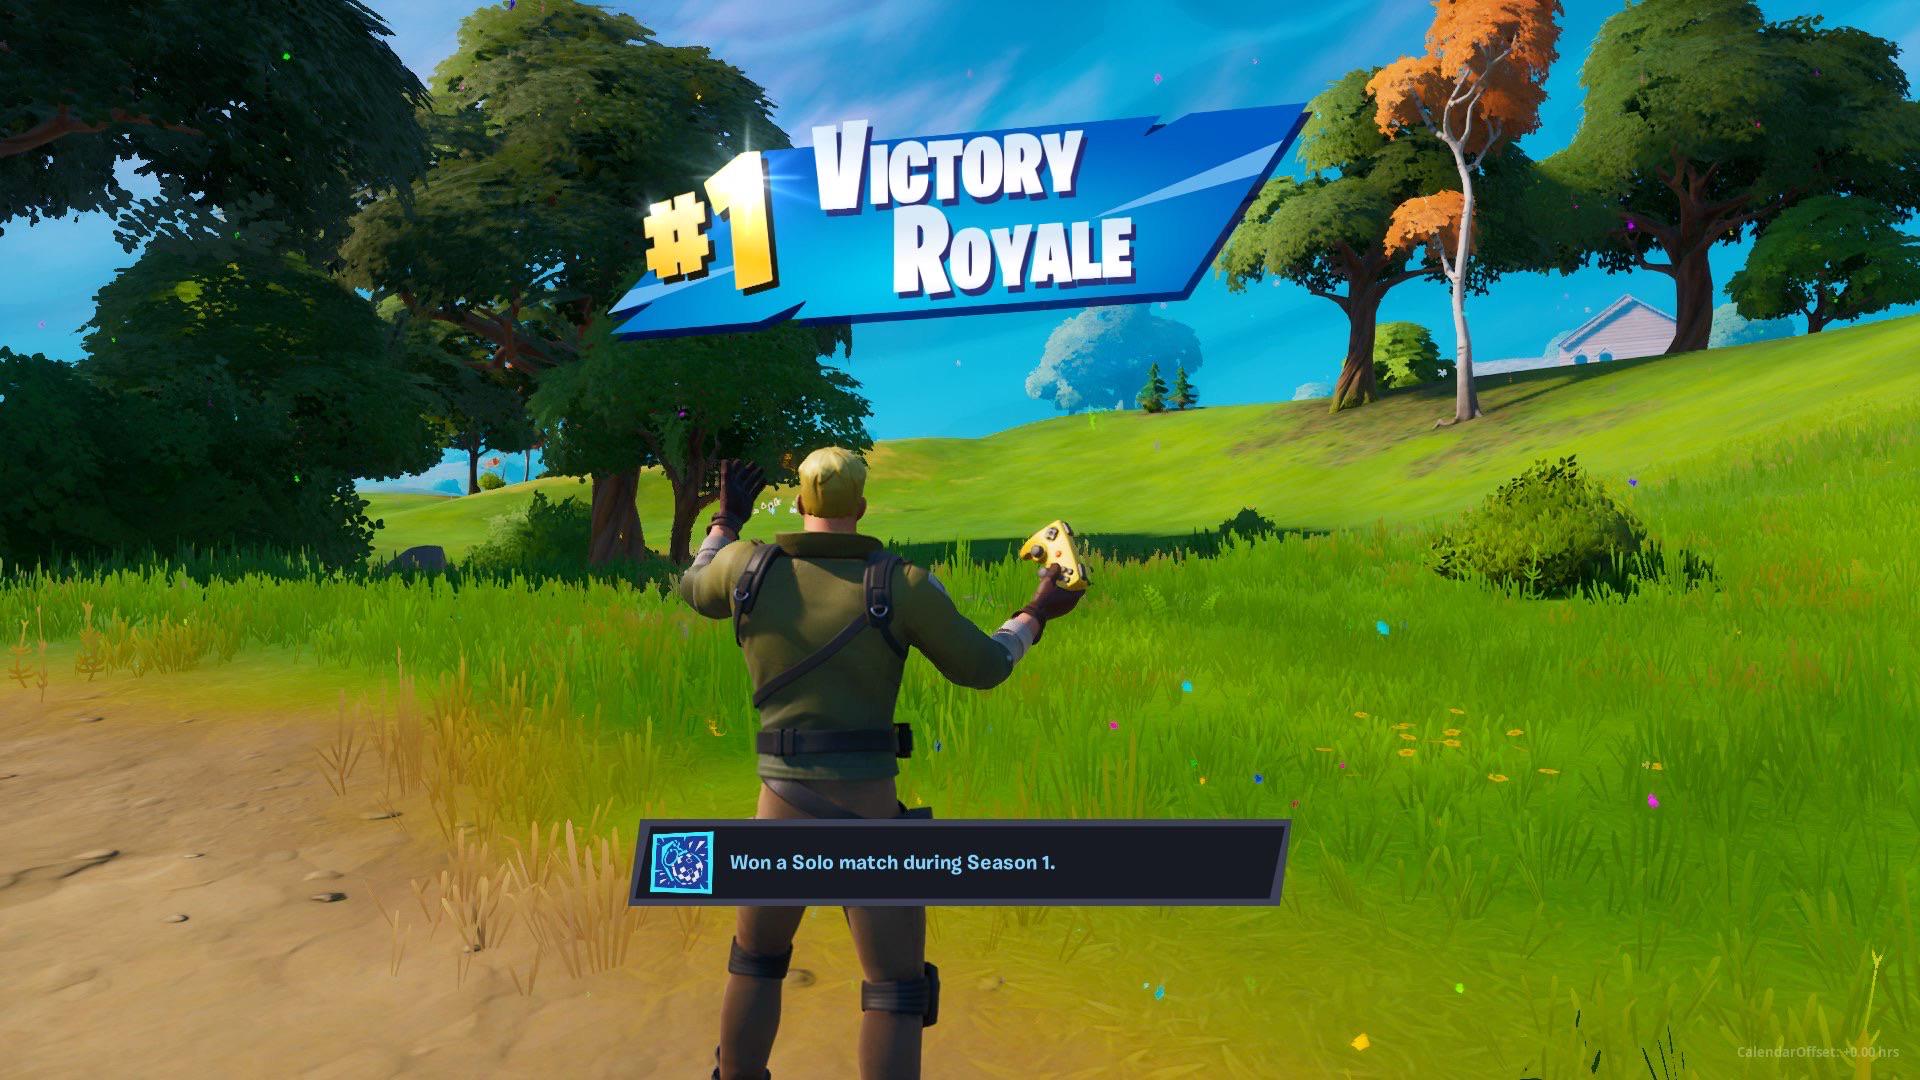 #1 VICTORY
ROYALE
Won a Solo match during Season 1.
CalendarOffset: +0.00 hrs